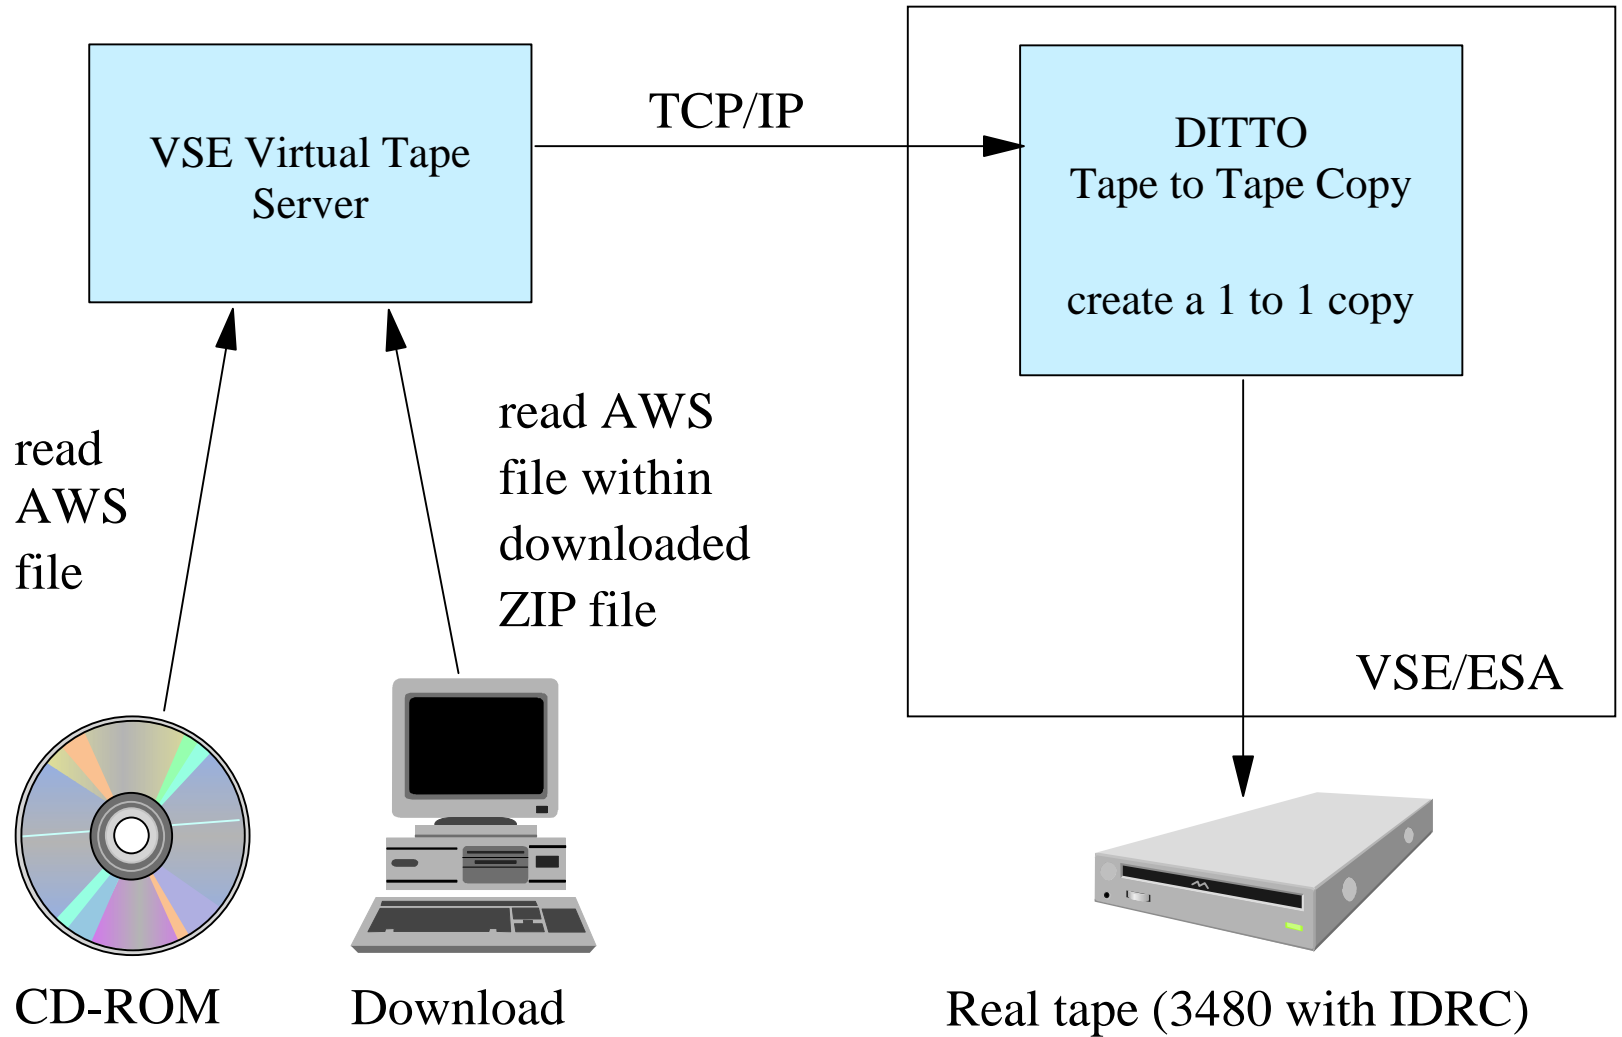 VSE Virtual Tape
Server
TCP/IP
DITTO
Tape to Tape Copy
create a 1 to 1 copy
read
AWS
file
read AWS
file within
downloaded
ZIP file
VSE/ESA
CD-ROM
Download
Real tape (3480 with IDRC)